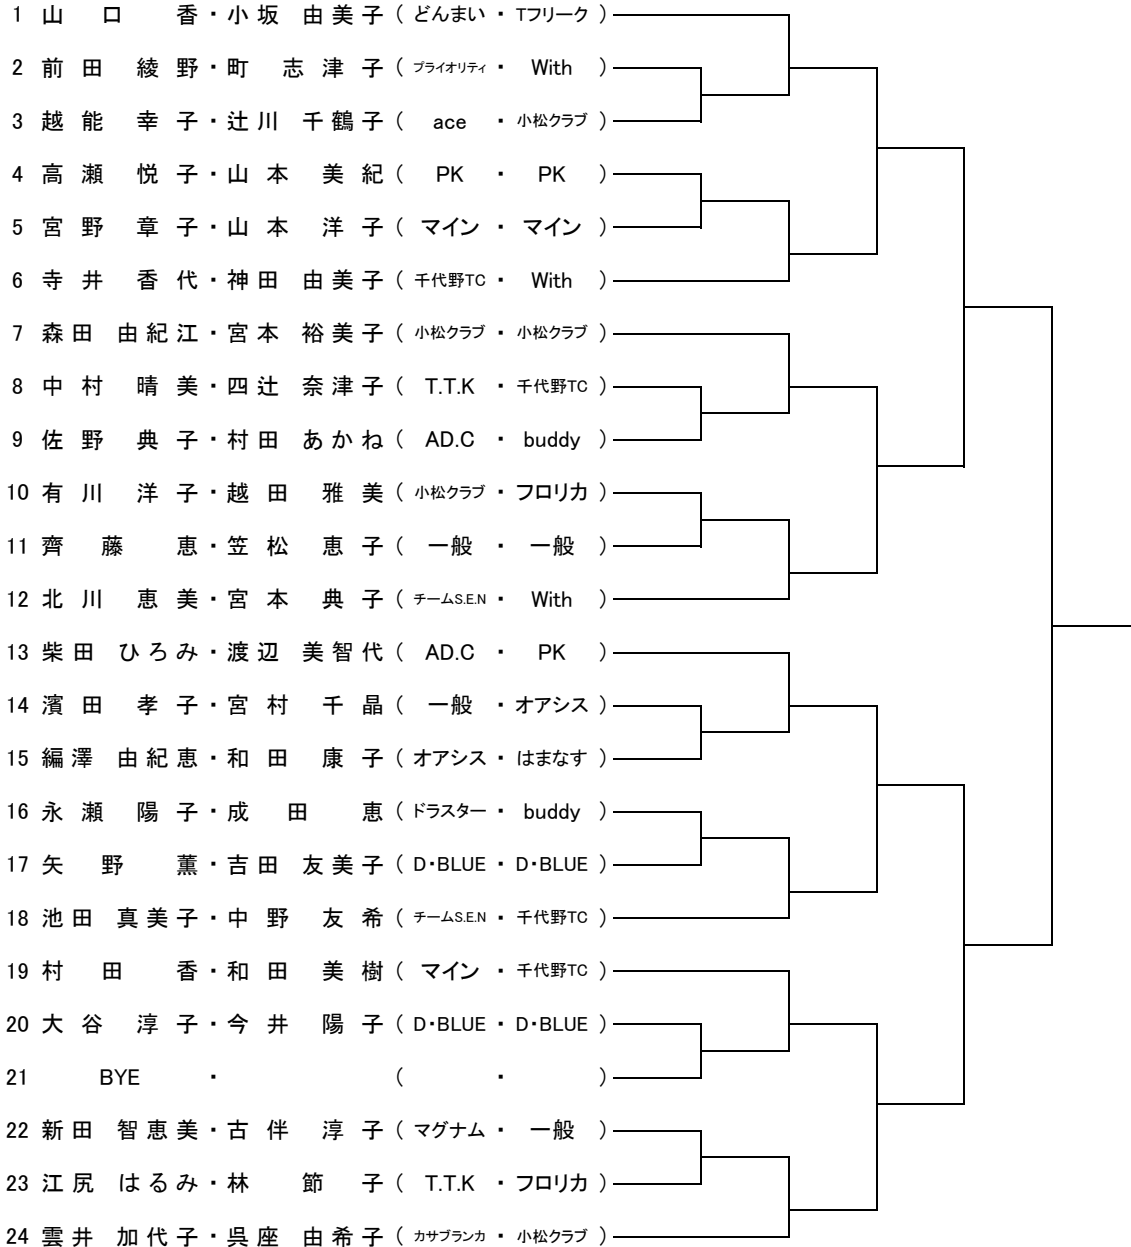 1 山口 香・小坂 由美子 ( どんまい ・ Tフリーク )
2 前田 綾野・町 志津子 ( プライオリティ ・ With )
3 越能 幸子・辻川 千鶴子 ( ace ・ 小松クラブ )
4 高瀬 悦子・山本 美紀 ( PK ・ PK )
5 宮野 章子・山本 洋子 ( マイン ・ マイン )
6 寺井 香代・神田 由美子 ( 千代野TC ・ With )
7 森田 由紀江・宮本 裕美子 ( 小松クラブ ・ 小松クラブ )
8 中村 晴美・四辻 奈津子 ( T.T.K ・ 千代野TC )
9 佐野 典子・村田 あかね ( AD.C ・ buddy )
10 有川 洋子・越田 雅美 ( 小松クラブ ・ フロリカ )
11 齊藤 恵・笠松 恵子 ( 一般 ・ 一般 )
12 北川 恵美・宮本 典子 ( チームS.E.N ・ With )
13 柴田 ひろみ・渡辺 美智代 ( AD.C ・ PK )
14 濱田 孝子・宮村 千晶 ( 一般 ・ オアシス )
15 編澤 由紀恵・和田 康子 ( オアシス ・ はまなす )
16 永瀬 陽子・成田 恵 ( ドラスター ・ buddy )
17 矢野 薫・吉田 友美子 ( D・BLUE ・ D・BLUE )
18 池田 真美子・中野 友希 ( チームS.E.N ・ 千代野TC )
19 村田 香・和田 美樹 ( マイン ・ 千代野TC )
20 大谷 淳子・今井 陽子 ( D・BLUE ・ D・BLUE )
21 BYE ・ ( ・ )
22 新田 智恵美・古伴 淳子 ( マグナム ・ 一般 )
23 江尻 はるみ・林 節子 ( T.T.K ・ フロリカ )
24 雲井 加代子・呉座 由希子 ( カサブランカ ・ 小松クラブ )